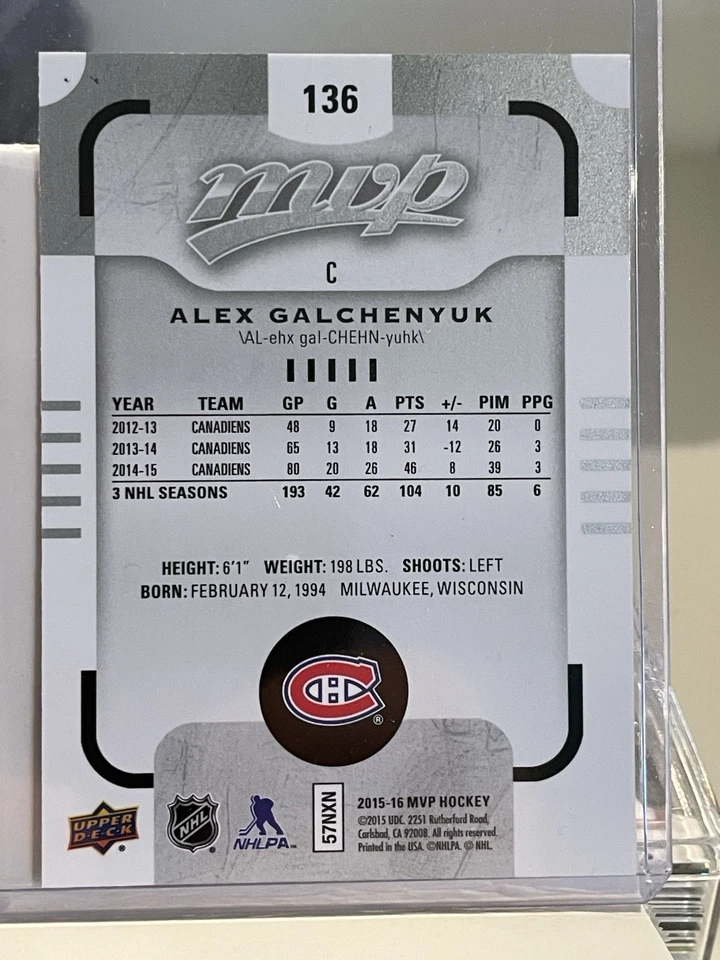 136
mvp
C
ALEX GALCHENYUK
\AL-ehx gal-CHEHN-yuhk\
YEAR TEAM GP G A PTS +/- PIM PPG
2012-13 CANADIENS 48 9 18 27 14 20 0
2013-14 CANADIENS 65 13 18 31 -12 26 3
2014-15 CANADIENS 80 20 26 46 8 39 3
3 NHL SEASONS 193 42 62 104 10 85 6
HEIGHT: 6'1" WEIGHT: 198 LBS. SHOOTS: LEFT
BORN: FEBRUARY 12, 1994 MILWAUKEE, WISCONSIN
CH ®
UPPER
D·E·C·K ®
NHL
NHLPA™
57NXN
2015-16 MVP HOCKEY
©2015 UDC. 2251 Rutherford Road,
Carlsbad, CA 92008. All rights reserved.
Printed in the USA. ©NHLPA. © NHL.